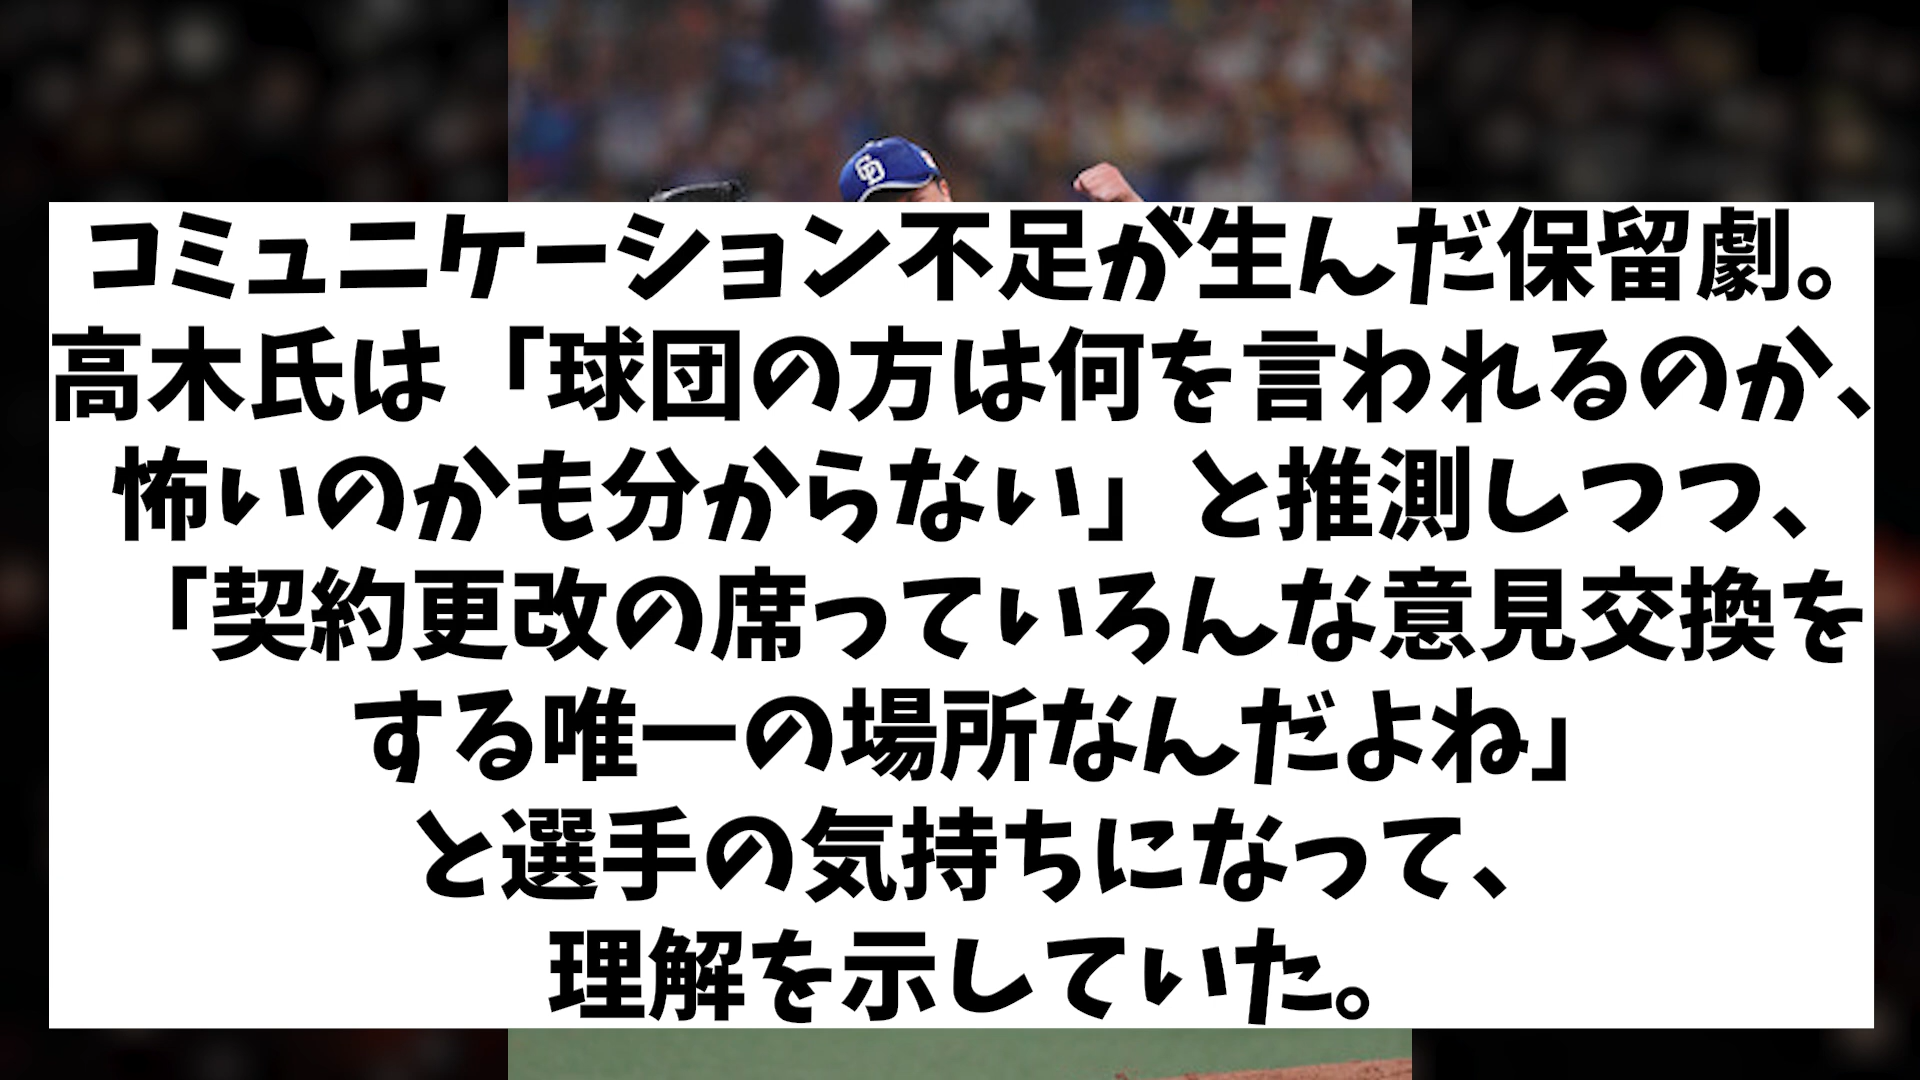 CD
コミュニケーション不足が生んだ保留劇。
高木氏は「球団の方は何を言われるのか、
怖いのかも分からない」と推測しつつ、
「契約更改の席っていろんな意見交換を
する唯一の場所なんだよね」
と選手の気持ちになって、
理解を示していた。